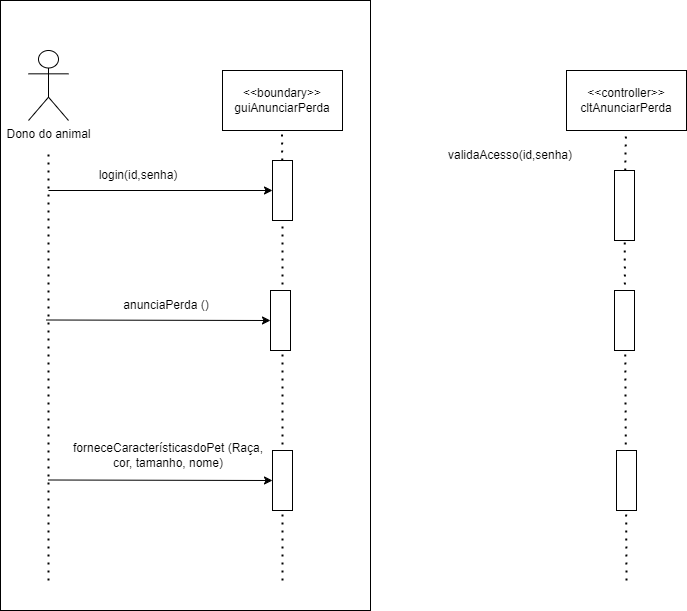 <<boundary>>
guiAnunciarPerda
<<controller>>
cltAnunciarPerda
Dono do animal
validaAcesso(id,senha)
login(id,senha)
anunciaPerda ()
forneceCaracterísticasdoPet (Raça,
cor, tamanho, nome)